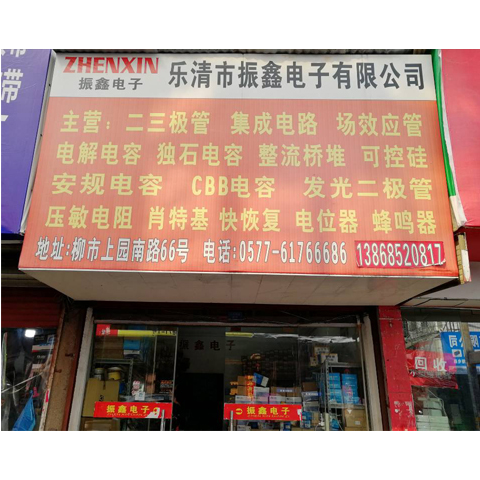 ZHENXIN
振鑫电子
乐清市振鑫电子有限公司
主营：二三极管 集成电路 场效应管
电解电容 独石电容 整流桥堆 可控硅
安规电容 CBB电容 发光二极管
压敏电阻 肖特基 快恢复 电位器 蜂鸣器
地址：柳市上园南路66号 电话：0577-61766686 13868520817
振鑫电子
振鑫电子
振鑫电子
回收
带